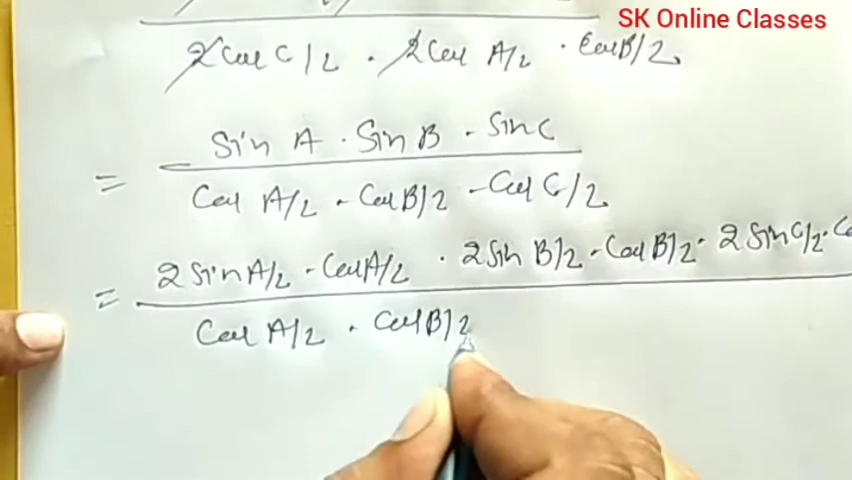 SK Online Classes
2 Cos C/2 . 2 Cos A/2 . Cos B/2
Sin A . Sin B . Sin C
=
Cos A/2 . Cos B/2 . Cos C/2
2 Sin A/2 . Cos A/2 . 2 Sin B/2 . Cos B/2 . 2 Sin C/2 . Co
=
Cos A/2 . Cos B/2